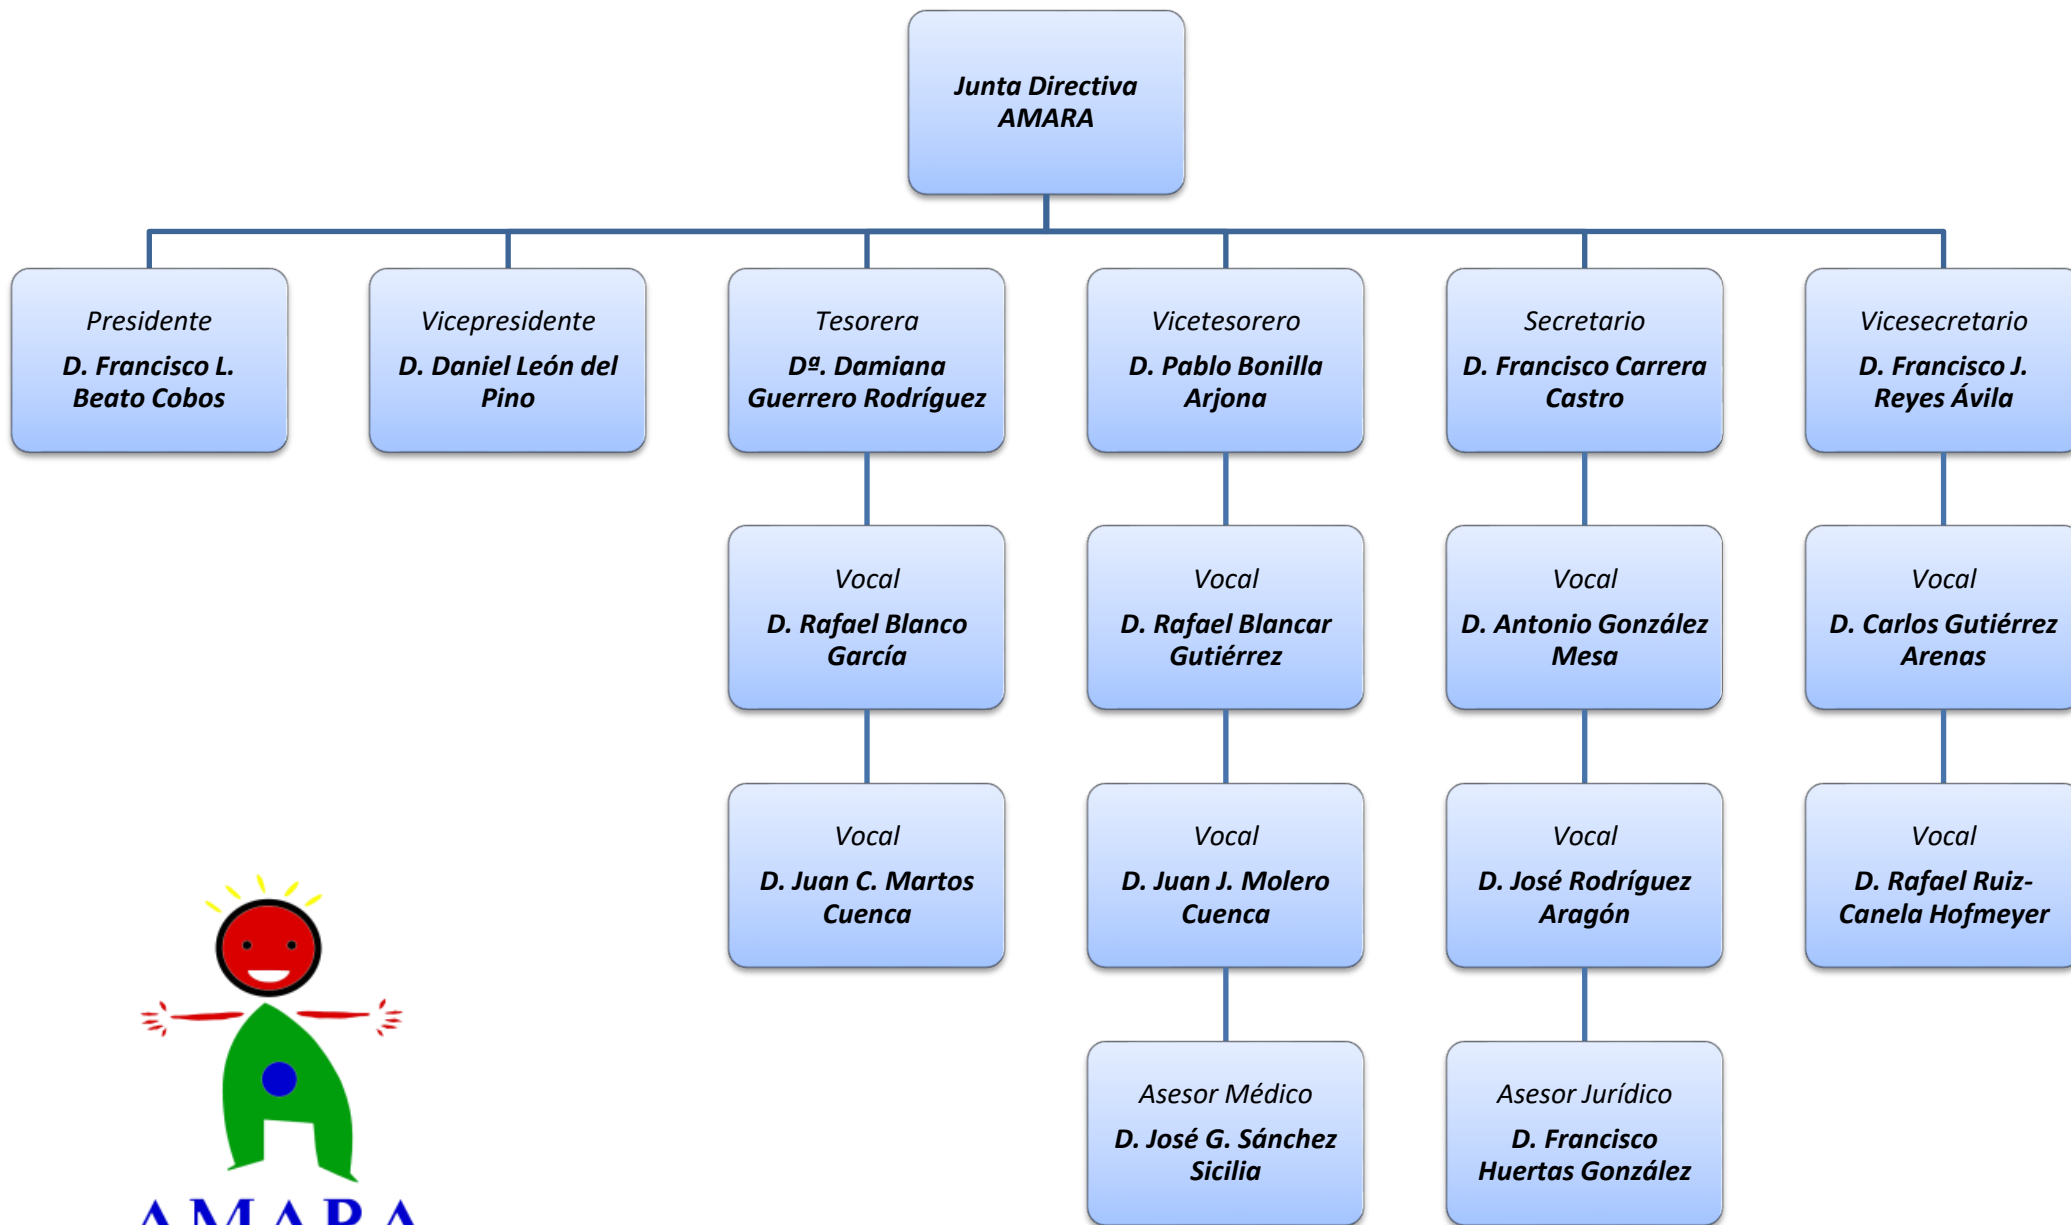 Junta Directiva
AMARA
Presidente
D. Francisco L.
Beato Cobos
Vicepresidente
D. Daniel León del
Pino
Tesorera
Dª. Damiana
Guerrero Rodríguez
Vicetesorero
D. Pablo Bonilla
Arjona
Secretario
D. Francisco Carrera
Castro
Vicesecretario
D. Francisco J.
Reyes Ávila
Vocal
D. Rafael Blanco
García
Vocal
D. Rafael Blancar
Gutiérrez
Vocal
D. Antonio González
Mesa
Vocal
D. Carlos Gutiérrez
Arenas
Vocal
D. Juan C. Martos
Cuenca
Vocal
D. Juan J. Molero
Cuenca
Vocal
D. José Rodríguez
Aragón
Vocal
D. Rafael Ruiz-
Canela Hofmeyer
Asesor Médico
D. José G. Sánchez
Sicilia
Asesor Jurídico
D. Francisco
Huertas González
AMARA